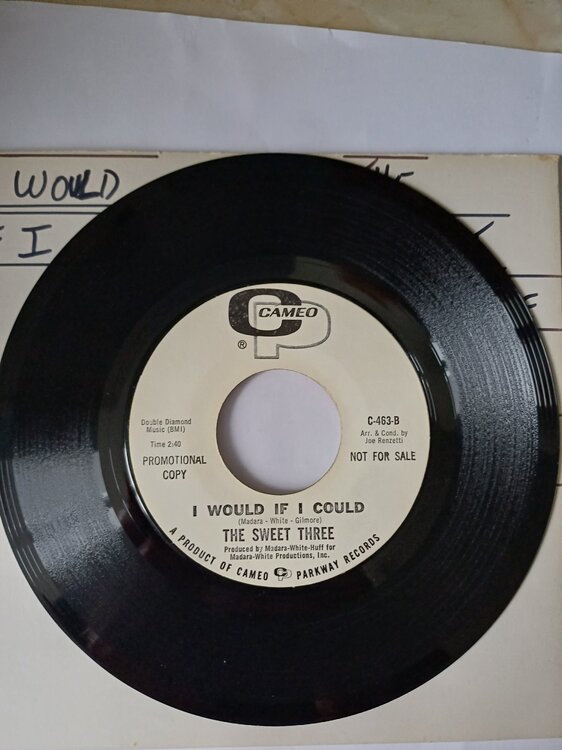 WOULD
I
CAMEO
®
Double Diamond
Music (BMI)
Time 2:40
PROMOTIONAL
COPY
C-463-B
Arr. & Cond. by
Joe Renzetti
NOT FOR SALE
I WOULD IF I COULD
(Madara - White - Gilmore)
THE SWEET THREE
Produced by Madara-White-Huff for
Madara-White Productions, Inc.
A PRODUCT OF CAMEO CP PARKWAY RECORDS